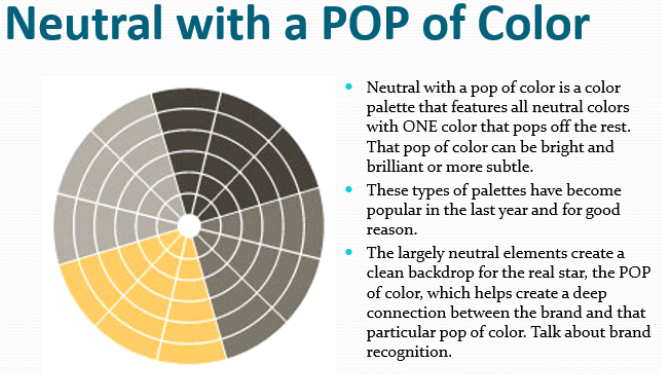 Neutral with a POP of Color
• Neutral with a pop of color is a color
palette that features all neutral colors
with ONE color that pops off the rest.
That pop of color can be bright and
brilliant or more subtle.
• These types of palettes have become
popular in the last year and for good
reason.
• The largely neutral elements create a
clean backdrop for the real star, the POP
of color, which helps create a deep
connection between the brand and that
particular pop of color. Talk about brand
recognition.